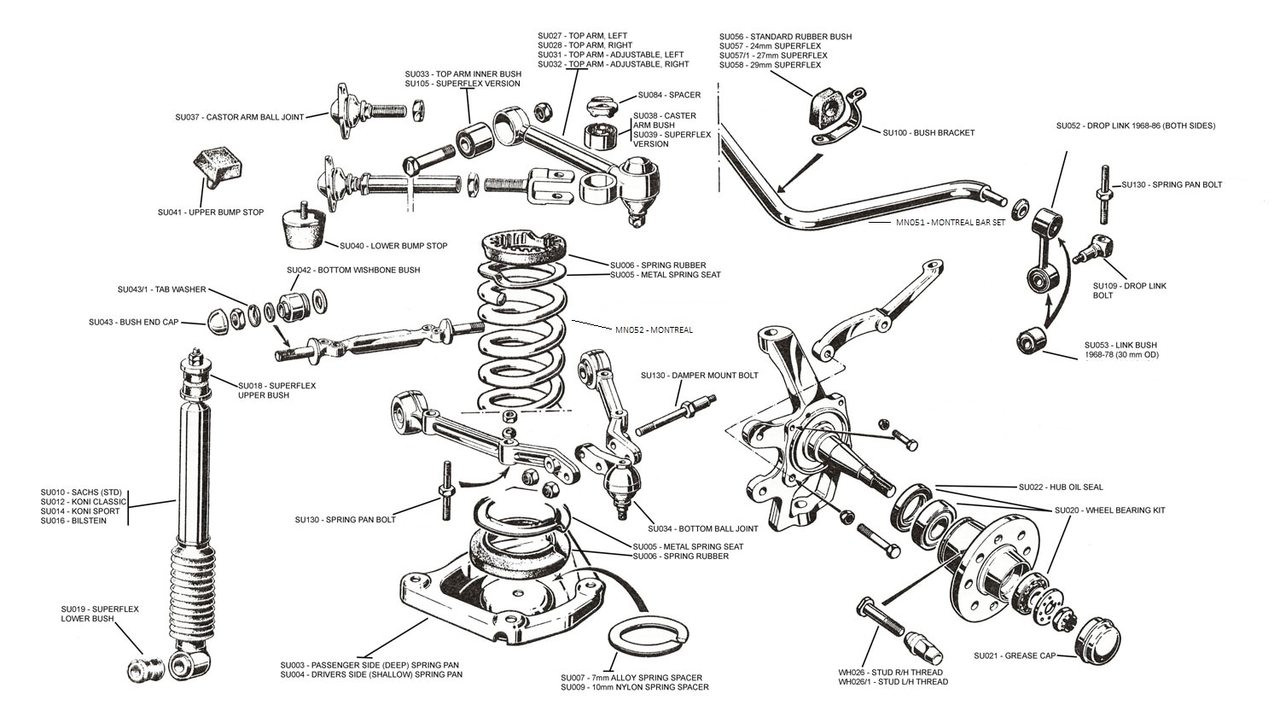 SU027 - TOP ARM, LEFT
SU028 - TOP ARM, RIGHT
SU031 - TOP ARM - ADJUSTABLE, LEFT
SU032 - TOP ARM - ADJUSTABLE, RIGHT
SU056 - STANDARD RUBBER BUSH
SU057 - 24mm SUPERFLEX
SU057/1 - 27mm SUPERFLEX
SU058 - 29mm SUPERFLEX
SU033 - TOP ARM INNER BUSH
SU105 - SUPERFLEX VERSION
SU084 - SPACER
SU037 - CASTOR ARM BALL JOINT
SU038 - CASTER
ARM BUSH
SU039 - SUPERFLEX
VERSION
SU100 - BUSH BRACKET
SU052 - DROP LINK 1968-86 (BOTH SIDES)
SU130 - SPRING PAN BOLT
SU041 - UPPER BUMP STOP
SU040 - LOWER BUMP STOP
MN051 - MONTREAL BAR SET
SU006 - SPRING RUBBER
SU005 - METAL SPRING SEAT
SU042 - BOTTOM WISHBONE BUSH
SU043/1 - TAB WASHER
SU043 - BUSH END CAP
SU109 - DROP LINK
BOLT
MN052 - MONTREAL
SU053 - LINK BUSH
1968-78 (30 mm OD)
SU018 - SUPERFLEX
UPPER BUSH
SU130 - DAMPER MOUNT BOLT
SU010 - SACHS (STD)
SU012 - KONI CLASSIC
SU014 - KONI SPORT
SU016 - BILSTEIN
SU130 - SPRING PAN BOLT
SU034 - BOTTOM BALL JOINT
SU005 - METAL SPRING SEAT
SU006 - SPRING RUBBER
SU022 - HUB OIL SEAL
SU020 - WHEEL BEARING KIT
SU019 - SUPERFLEX
LOWER BUSH
SU003 - PASSENGER SIDE (DEEP) SPRING PAN
SU004 - DRIVERS SIDE (SHALLOW) SPRING PAN
SU007 - 7mm ALLOY SPRING SPACER
SU009 - 10mm NYLON SPRING SPACER
SU021 - GREASE CAP
WH026 - STUD R/H THREAD
WH026/1 - STUD L/H THREAD